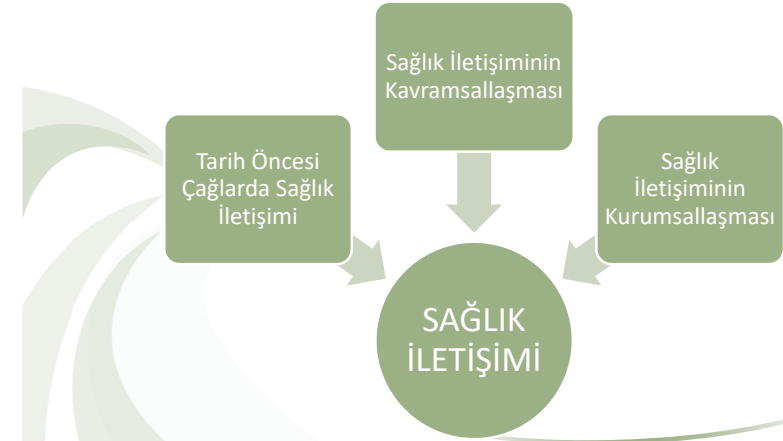 Sağlık İletişiminin
Kavramsallaşması
Tarih Öncesi
Çağlarda Sağlık
İletişimi
Sağlık
İletişiminin
Kurumsallaşması
SAĞLIK
İLETİŞİMİ